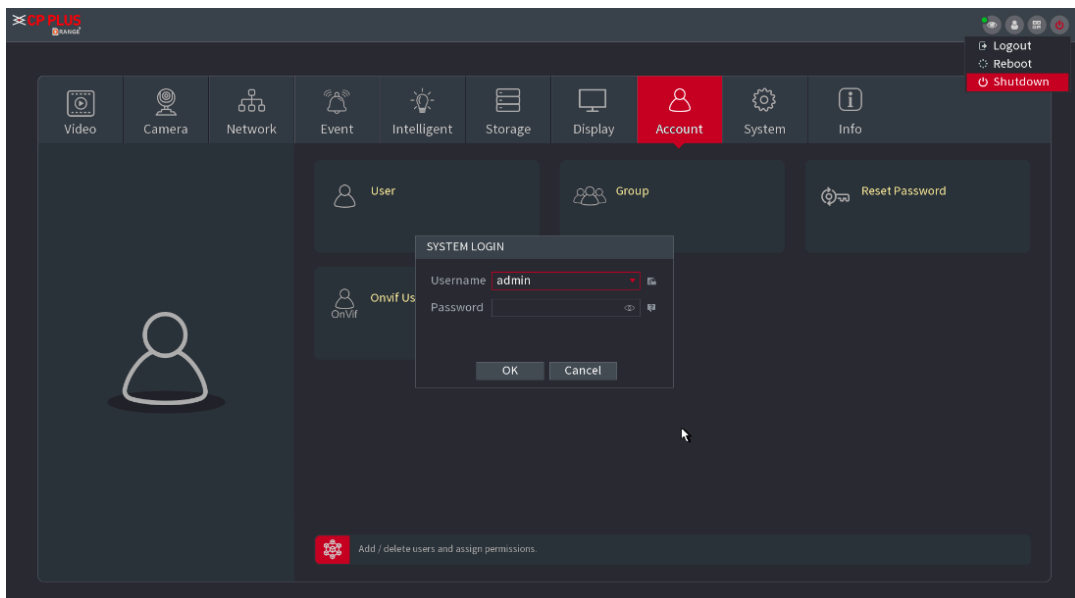 CP PLUS
ORANGE
Logout
Reboot
Shutdown
Video
Camera
Network
Event
Intelligent
Storage
Display
Account
System
Info
User
Group
Reset Password
SYSTEM LOGIN
Username admin
Onvif Us
OnVif
Password
OK Cancel
Add / delete users and assign permissions.